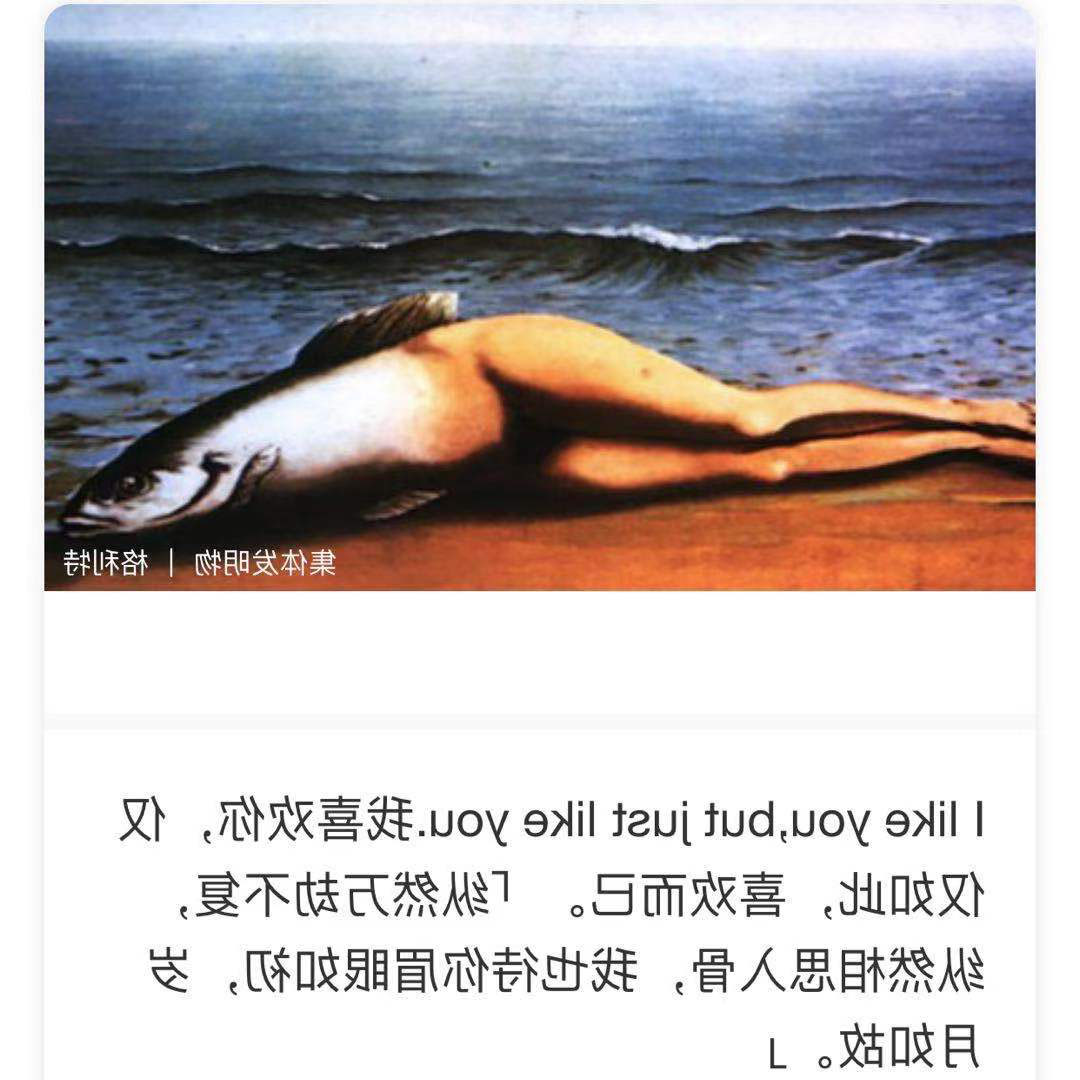 集体发明物 | 格利特
I like you,but just like you.我喜欢你，仅
仅如此，喜欢而已。「纵然万劫不复，
纵然相思入骨，我也待你眉眼如初，岁
月如故。」